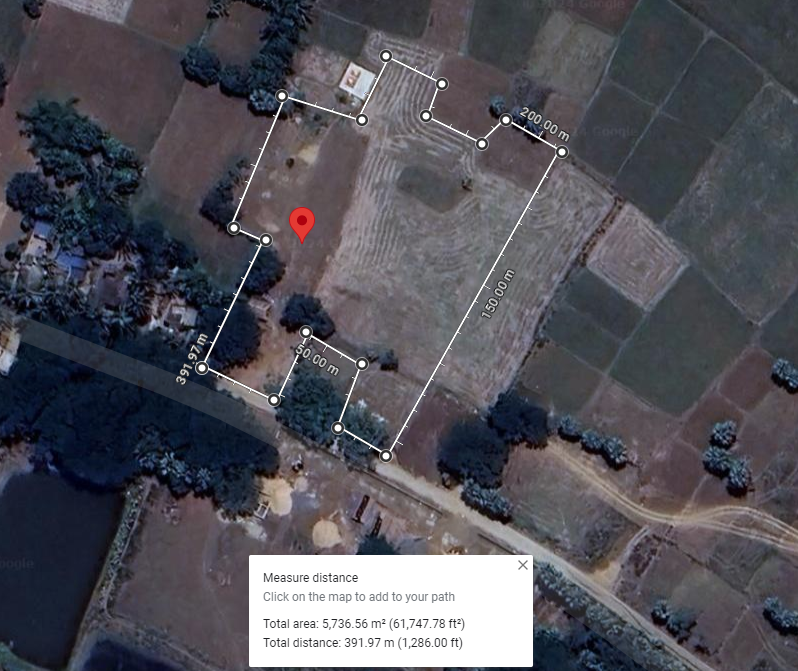 200.00 m
150.00 m
391.97 m
50.00 m
Measure distance
Click on the map to add to your path
Total area: 5,736.56 m² (61,747.78 ft²)
Total distance: 391.97 m (1,286.00 ft)